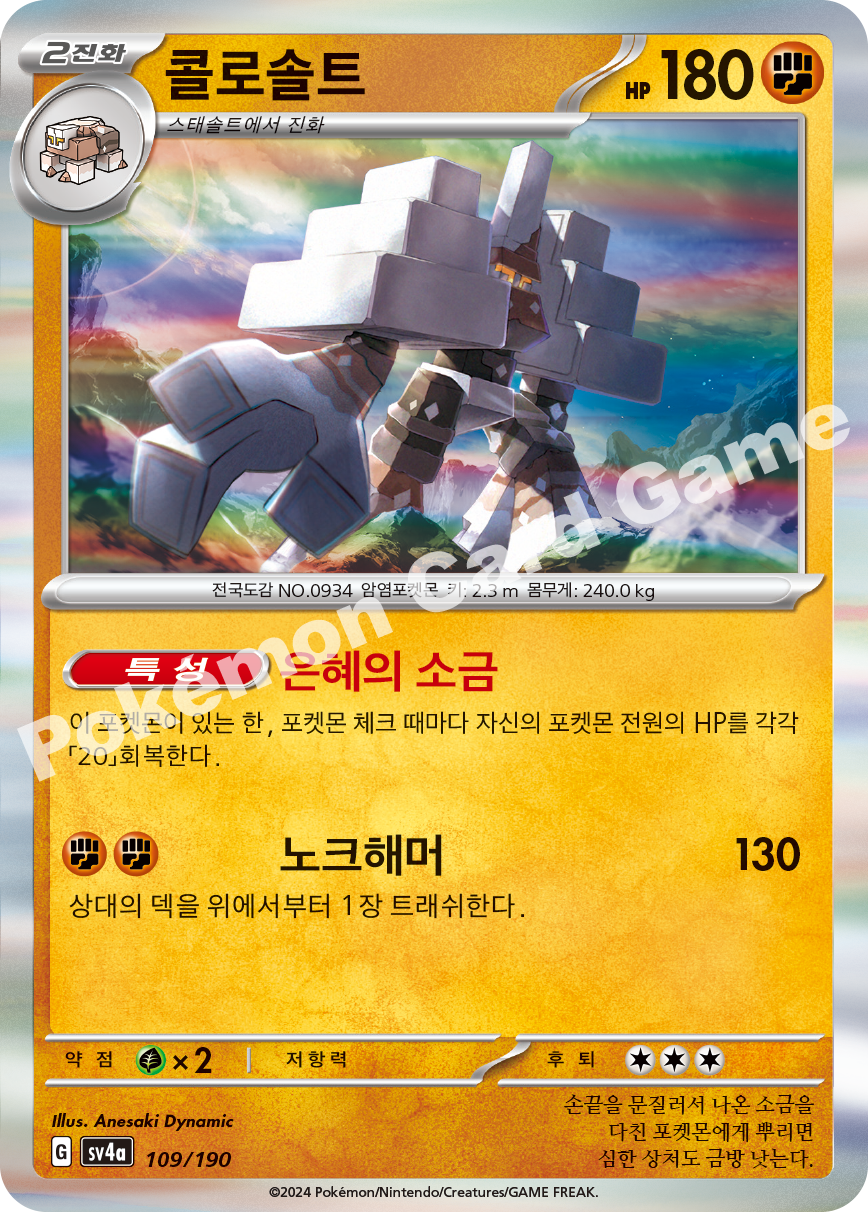 2진화
콜로솔트
HP 180
스태솔트에서 진화
전국도감 NO.0934 암염포켓몬 키: 2.3 m 몸무게: 240.0 kg
특성 은혜의 소금
이 포켓몬이 있는 한, 포켓몬 체크 때마다 자신의 포켓몬 전원의 HP를 각각
「20」회복한다.
노크해머 130
상대의 덱을 위에서부터 1장 트래쉬한다.
약점 ×2 저항력 후퇴
손끝을 문질러서 나온 소금을
다친 포켓몬에게 뿌리면
심한 상처도 금방 낫는다.
Illus. Anesaki Dynamic
G sv4a 109/190
©2024 Pokémon/Nintendo/Creatures/GAME FREAK.
Pokémon Card Game